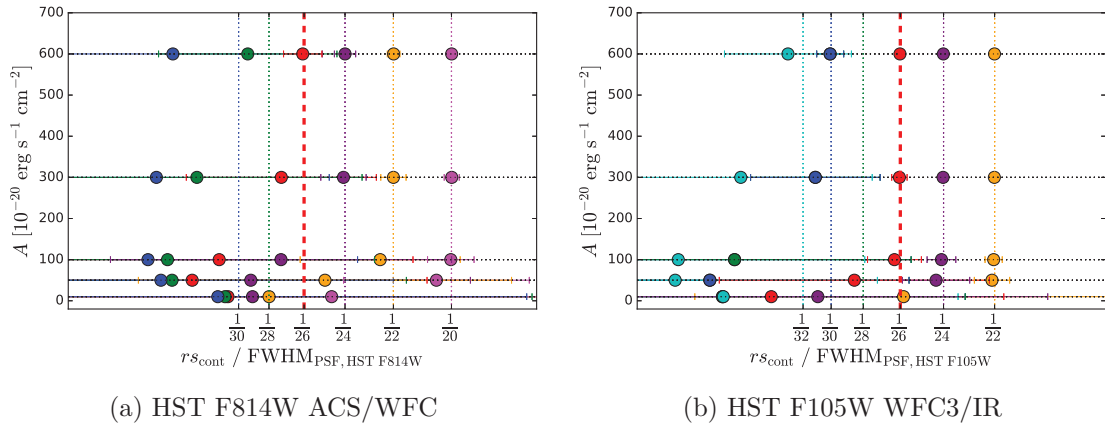 700
600
500
400
300
200
100
0
A [10⁻²⁰ erg s⁻¹ cm⁻²]
1/30 1/28 1/26 1/24 1/22 1/20
rs_cont / FWHM_PSF, HST F814W
(a) HST F814W ACS/WFC
700
600
500
400
300
200
100
0
A [10⁻²⁰ erg s⁻¹ cm⁻²]
1/32 1/30 1/28 1/26 1/24 1/22
rs_cont / FWHM_PSF, HST F105W
(b) HST F105W WFC3/IR